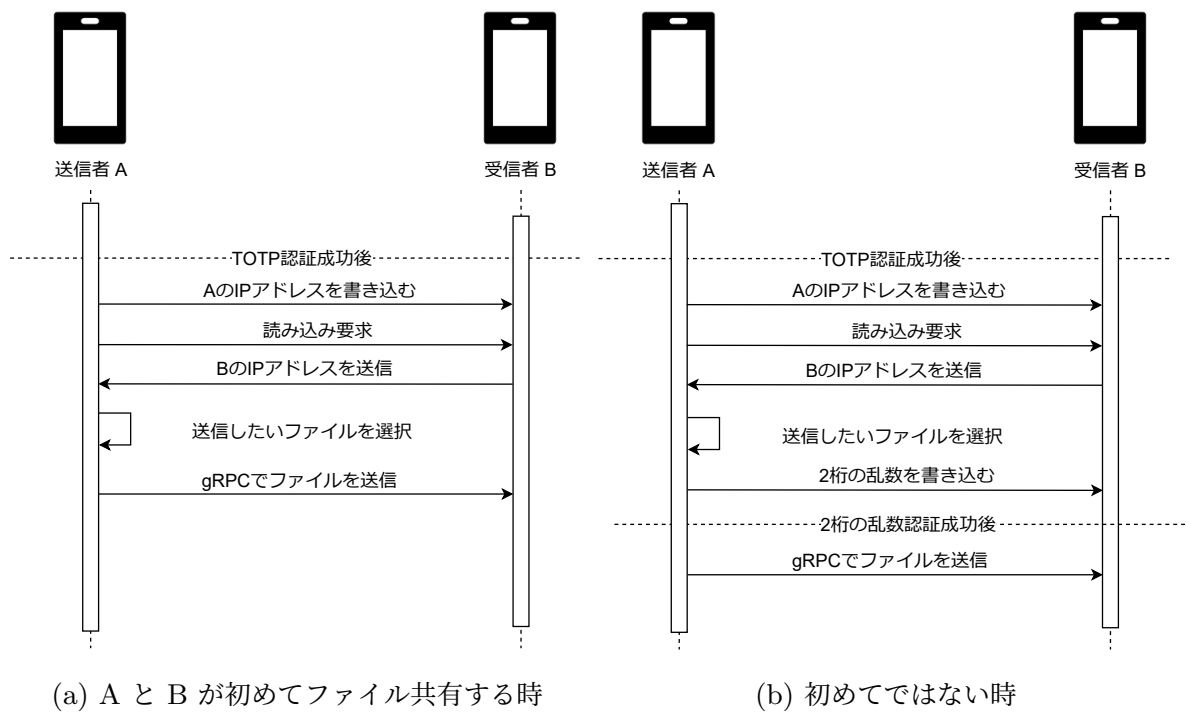 送信者 A
受信者 B
TOTP認証成功後
AのIPアドレスを書き込む
読み込み要求
BのIPアドレスを送信
送信したいファイルを選択
gRPCでファイルを送信
(a) A と B が初めてファイル共有する時
送信者 A
受信者 B
TOTP認証成功後
AのIPアドレスを書き込む
読み込み要求
BのIPアドレスを送信
送信したいファイルを選択
2桁の乱数を書き込む
2桁の乱数認証成功後
gRPCでファイルを送信
(b) 初めてではない時